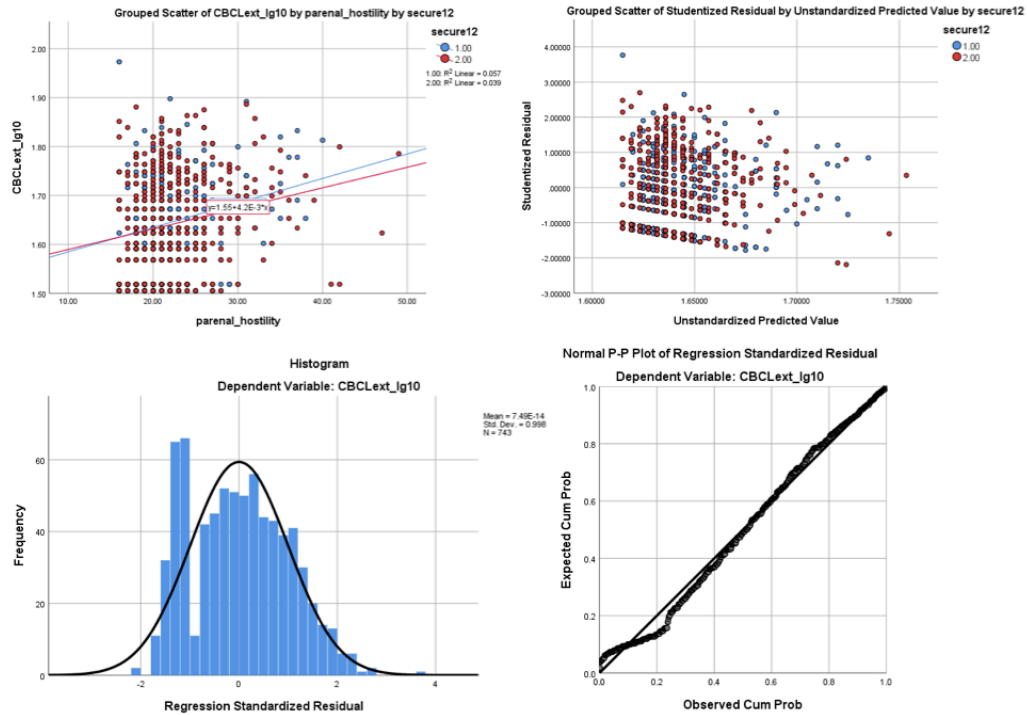 Grouped Scatter of CBCLext_lg10 by parenal_hostility by secure12
secure12
1.00
2.00
1.00: R² Linear = 0.057
2.00: R² Linear = 0.039
CBCLext_lg10
2.00
1.90
1.80
1.70
1.60
1.50
y=1.55+4.2E-3*x
10.00 20.00 30.00 40.00 50.00
parenal_hostility
Grouped Scatter of Studentized Residual by Unstandardized Predicted Value by secure12
secure12
1.00
2.00
Studentized Residual
4.00000
3.00000
2.00000
1.00000
.00000
-1.00000
-2.00000
-3.00000
1.60000 1.65000 1.70000 1.75000
Unstandardized Predicted Value
Histogram
Dependent Variable: CBCLext_lg10
Mean = 7.49E-14
Std. Dev. = 0.998
N = 743
Frequency
60
40
20
0
-2 0 2 4
Regression Standardized Residual
Normal P-P Plot of Regression Standardized Residual
Dependent Variable: CBCLext_lg10
Expected Cum Prob
1.0
0.8
0.6
0.4
0.2
0.0
0.0 0.2 0.4 0.6 0.8 1.0
Observed Cum Prob